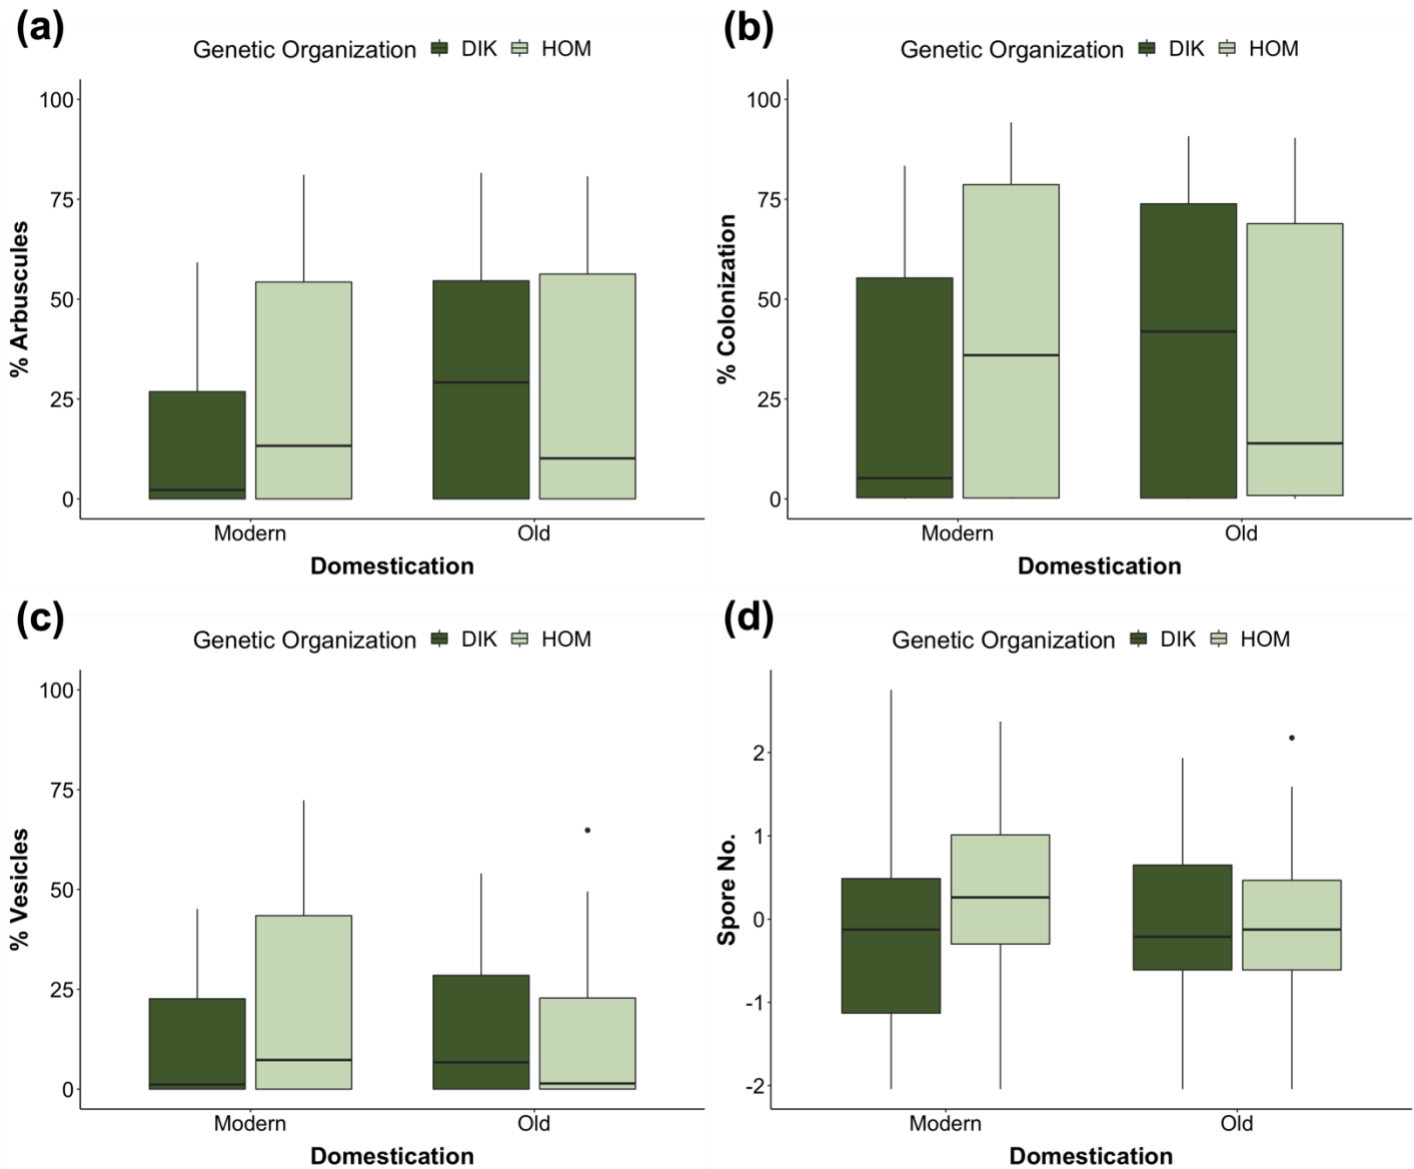 (a)
Genetic Organization DIK HOM
100
75
50
25
0
% Arbuscules
Modern Old
Domestication
(b)
Genetic Organization DIK HOM
100
75
50
25
0
% Colonization
Modern Old
Domestication
(c)
Genetic Organization DIK HOM
100
75
50
25
0
% Vesicles
Modern Old
Domestication
(d)
Genetic Organization DIK HOM
2
1
0
-1
-2
Spore No.
Modern Old
Domestication